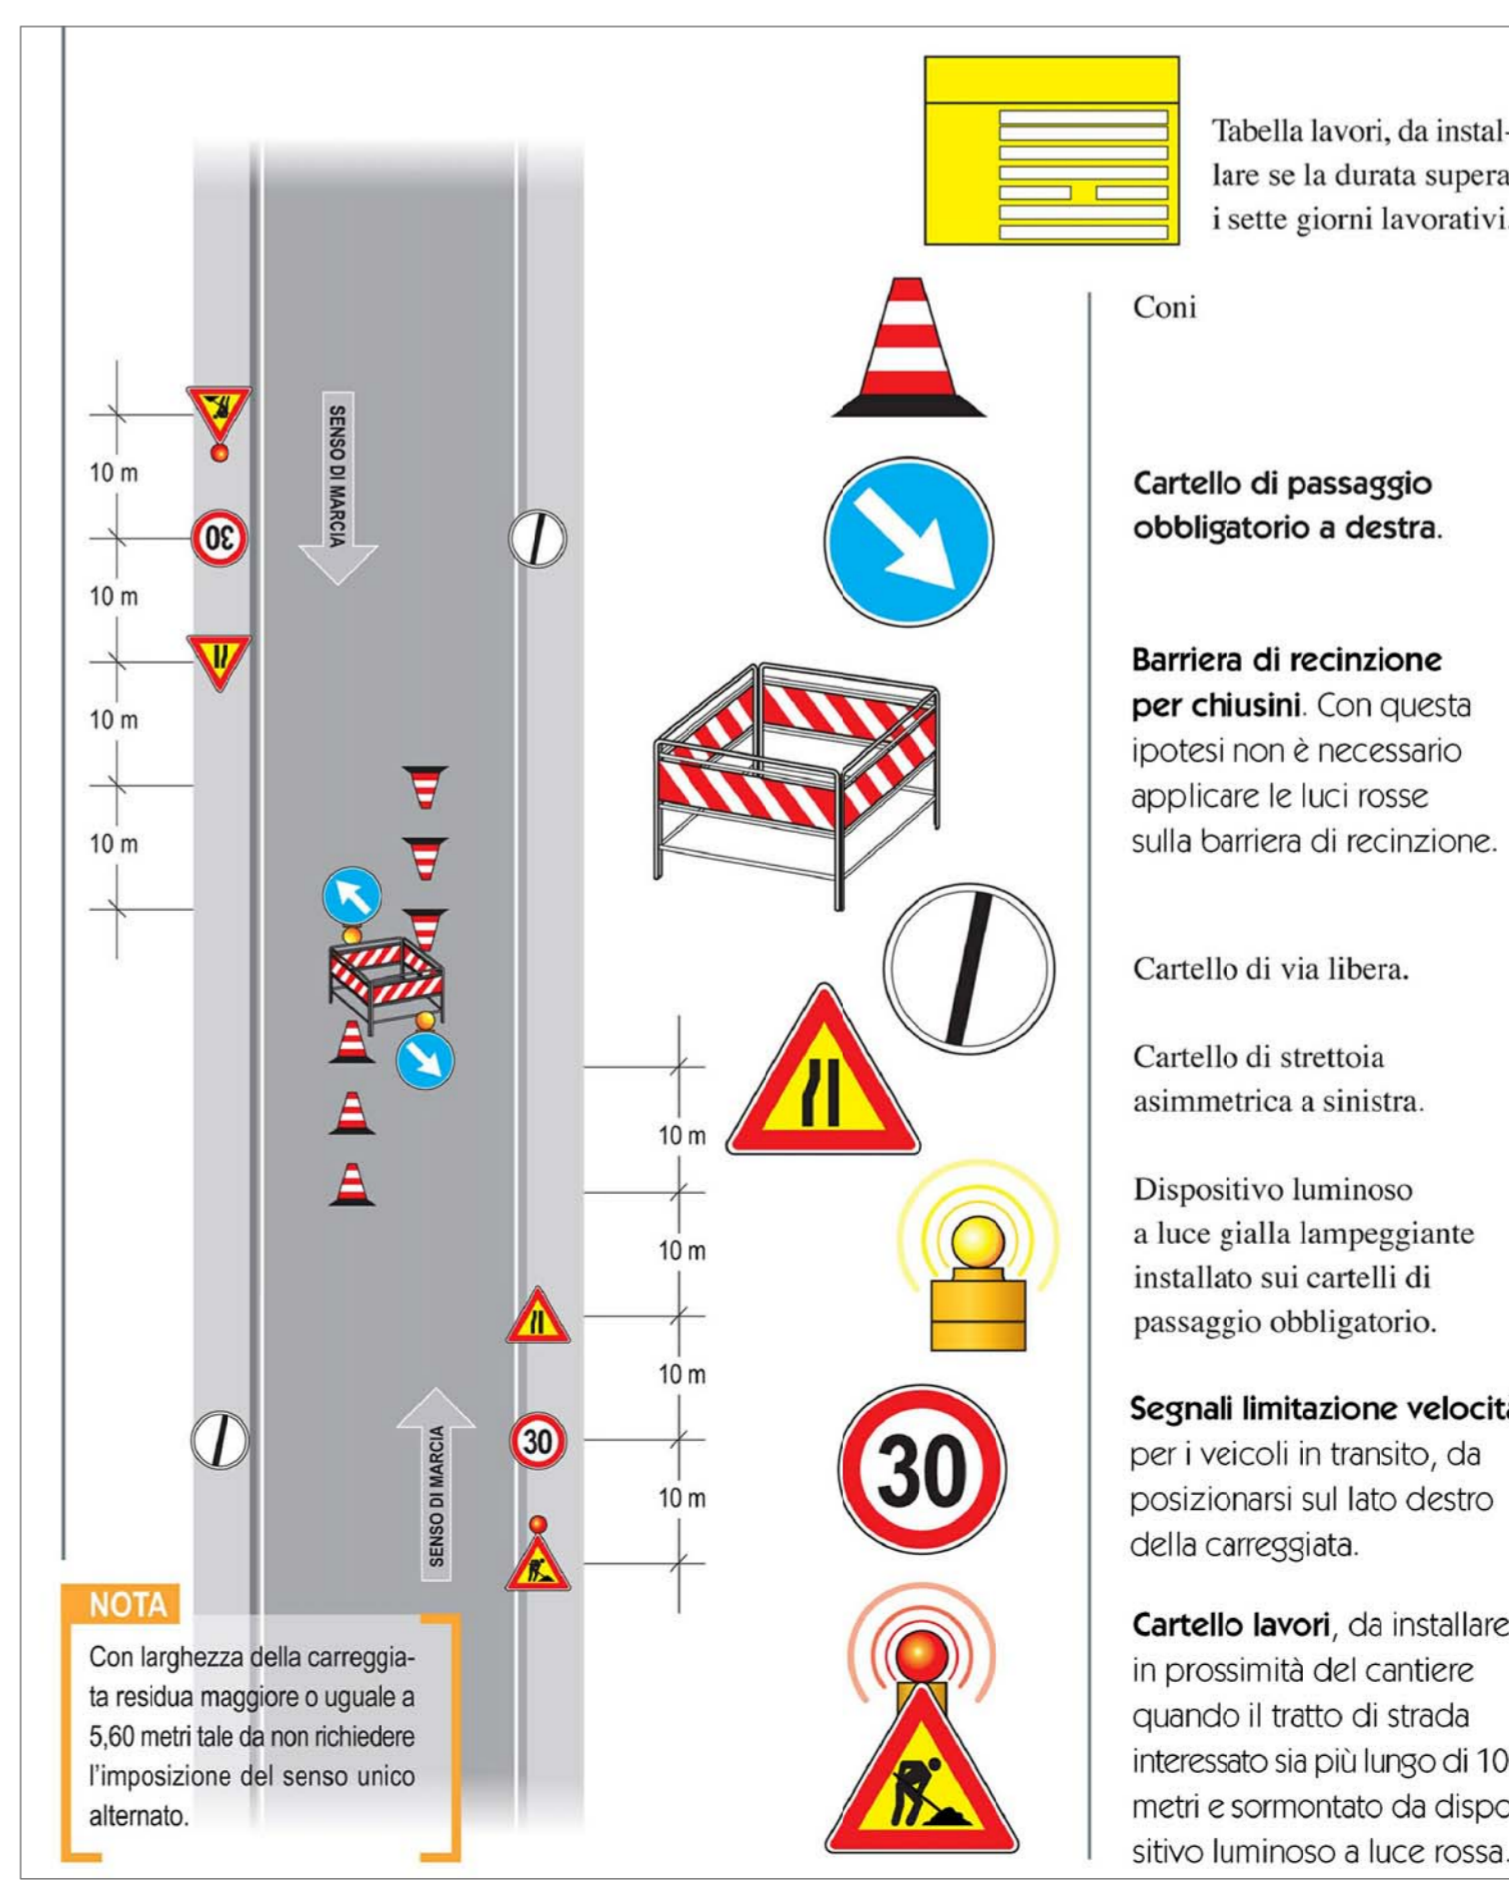 Tabella lavori, da instal-
lare se la durata supera
i sette giorni lavorativi.
Coni
Cartello di passaggio
obbligatorio a destra.
Barriera di recinzione
per chiusini. Con questa
ipotesi non è necessario
applicare le luci rosse
sulla barriera di recinzione.
Cartello di via libera.
Cartello di strettoia
asimmetrica a sinistra.
Dispositivo luminoso
a luce gialla lampeggiante
installato sui cartelli di
passaggio obbligatorio.
Segnali limitazione velocità
per i veicoli in transito, da
posizionarsi sul lato destro
della carreggiata.
Cartello lavori, da installare
in prossimità del cantiere
quando il tratto di strada
interessato sia più lungo di 10
metri e sormontato da dispo
sitivo luminoso a luce rossa.
SENSO DI MARCIA
10 m
30
10 m
10 m
10 m
10 m
10 m
10 m
30
10 m
SENSO DI MARCIA
30
NOTA
Con larghezza della carreggia-
ta residua maggiore o uguale a
5,60 metri tale da non richiedere
l'imposizione del senso unico
alternato.